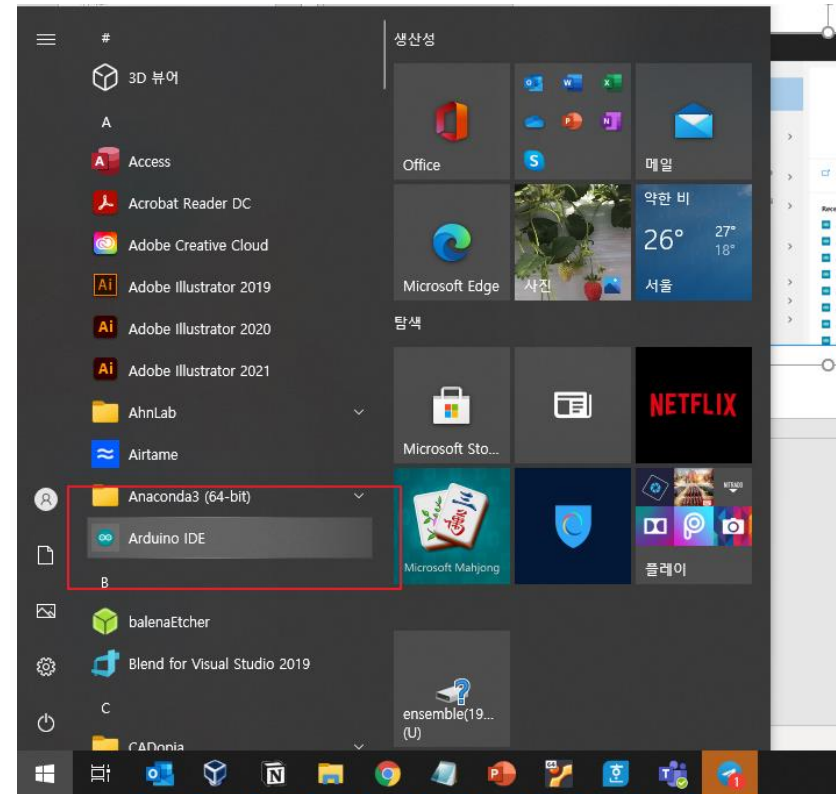 #
3D 뷰어
A
Access
Acrobat Reader DC
Adobe Creative Cloud
Adobe Illustrator 2019
Adobe Illustrator 2020
Adobe Illustrator 2021
AhnLab
Airtame
Anaconda3 (64-bit)
Arduino IDE
B
balenaEtcher
Blend for Visual Studio 2019
C
CADopia
생산성
Office
메일
Microsoft Edge
사진
약한 비
26° 27°
18°
서울
탐색
Microsoft Sto...
NETFLIX
Microsoft Mahjong
플레이
ensemble(19...
(U)